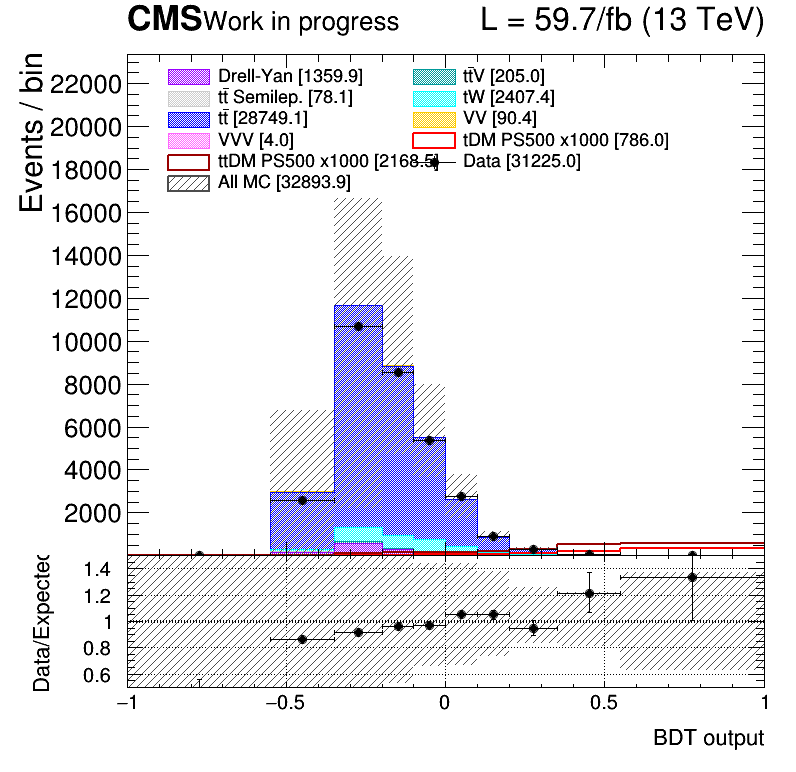 CMS Work in progress L = 59.7/fb (13 TeV)
Events / bin
Drell-Yan [1359.9] tt̄V [205.0]
tt̄ Semilep. [78.1] tW [2407.4]
tt̄ [28749.1] VV [90.4]
VVV [4.0] tDM PS500 x1000 [786.0]
ttDM PS500 x1000 [2168.5] Data [31225.0]
All MC [32893.9]
22000
20000
18000
16000
14000
12000
10000
8000
6000
4000
2000
Data/Expected
1.4
1.2
1
0.8
0.6
−1 −0.5 0 0.5 1
BDT output